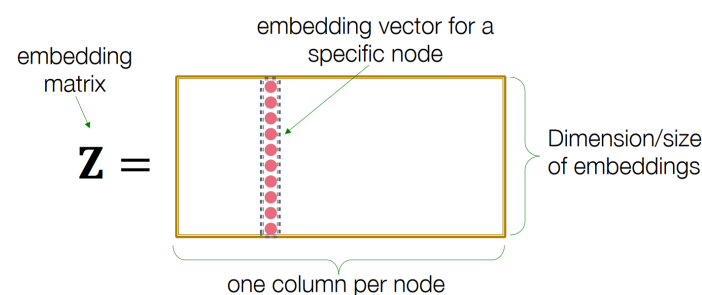 embedding vector for a
specific node
embedding
matrix
Z =
Dimension/size
of embeddings
one column per node